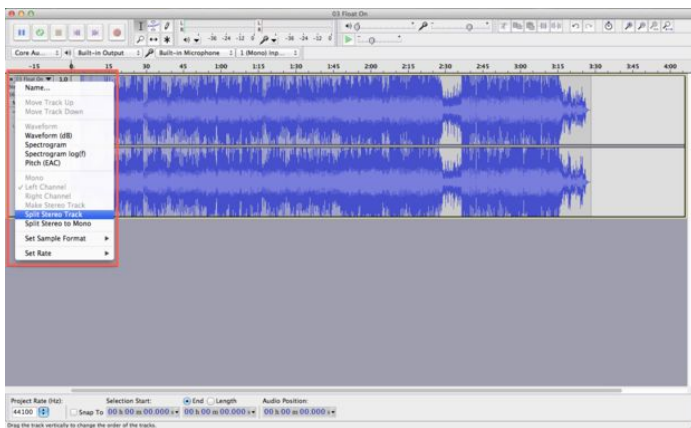 03 Float On
Core Au... Built-in Output Built-in Microphone 1 (Mono) Inp...
-15 0 15 30 45 1:00 1:15 1:30 1:45 2:00 2:15 2:30 2:45 3:00 3:15 3:30 3:45 4:00
03 Float On 1.0
Name...
Move Track Up
Move Track Down
Waveform
Waveform (dB)
Spectrogram
Spectrogram log(f)
Pitch (EAC)
Mono
Left Channel
Right Channel
Make Stereo Track
Split Stereo Track
Split Stereo to Mono
Set Sample Format
Set Rate
Project Rate (Hz): Selection Start: End Length Audio Position:
44100 Snap To 00 h 00 m 00.000 s 00 h 00 m 00.000 s 00 h 00 m 00.000 s
Drag the track vertically to change the order of the tracks.